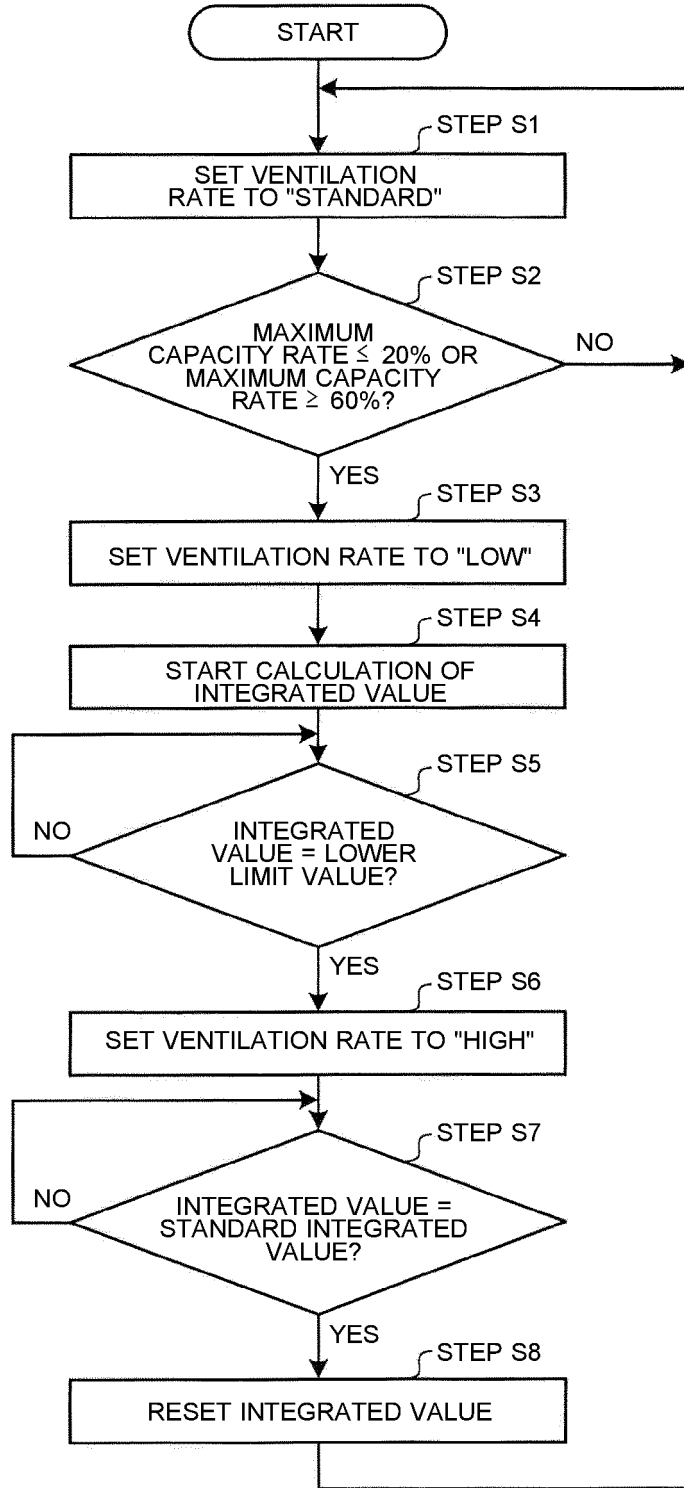 START
STEP S1
SET VENTILATION
RATE TO "STANDARD"
STEP S2
MAXIMUM
CAPACITY RATE ≤ 20% OR
MAXIMUM CAPACITY
RATE ≥ 60%?
NO
YES
STEP S3
SET VENTILATION RATE TO "LOW"
STEP S4
START CALCULATION OF
INTEGRATED VALUE
STEP S5
NO
INTEGRATED
VALUE = LOWER
LIMIT VALUE?
YES
STEP S6
SET VENTILATION RATE TO "HIGH"
STEP S7
NO
INTEGRATED VALUE =
STANDARD INTEGRATED
VALUE?
YES
STEP S8
RESET INTEGRATED VALUE